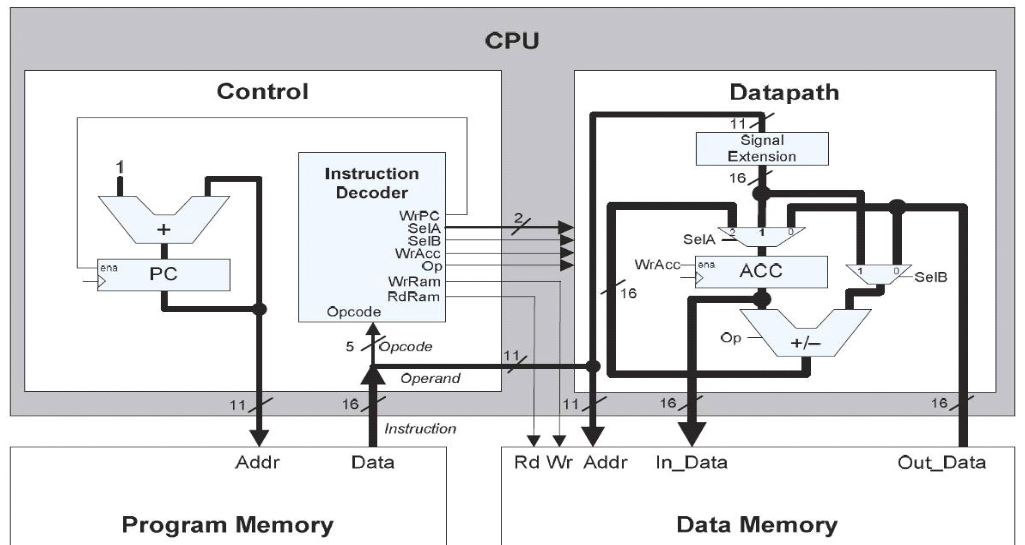 CPU
Control
Datapath
1
+
ena
PC
Instruction
Decoder
WrPC
SelA
SelB
WrAcc
Op
WrRam
RdRam
Opcode
2
5
Opcode
Operand
11
11
16
Instruction
11
Signal
Extension
16
2
1
0
SelA
WrAcc
ena
ACC
1
0
SelB
16
Op
+/–
11
16
16
Addr
Data
Rd
Wr
Addr
In_Data
Out_Data
Program Memory
Data Memory